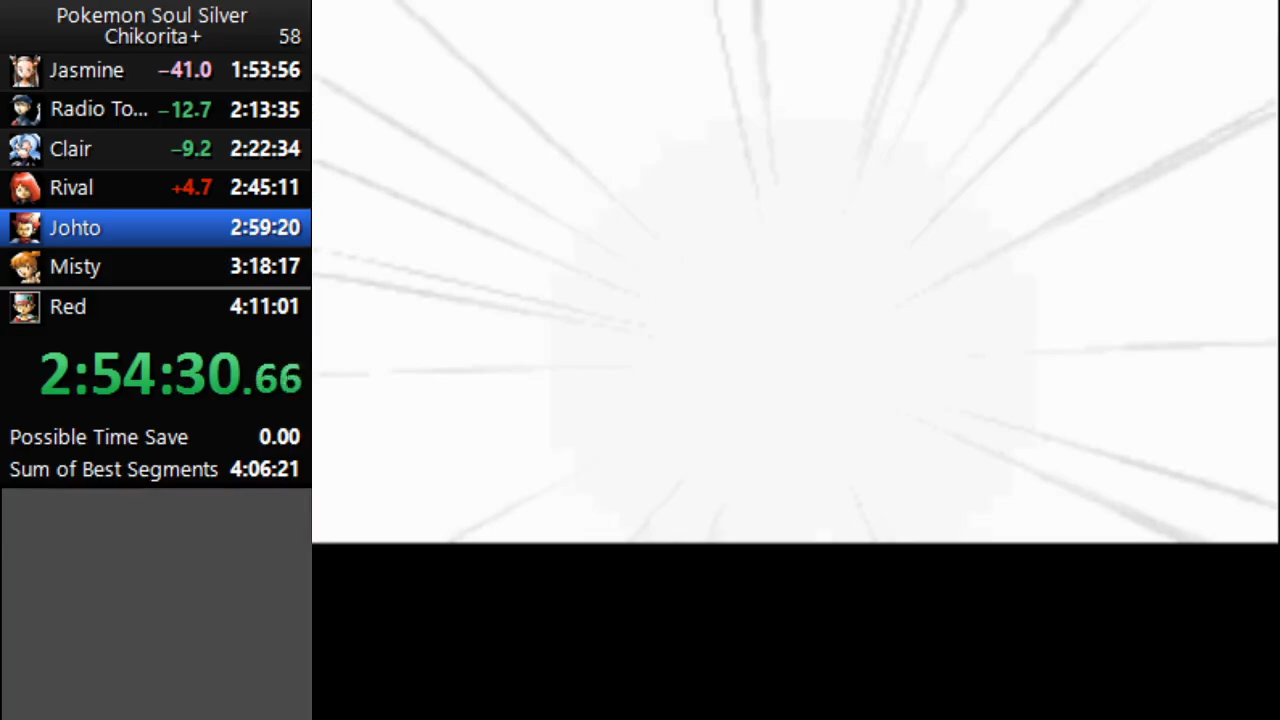 Pokemon Soul Silver
Chikorita+ 58
Jasmine −41.0 1:53:56
Radio To... −12.7 2:13:35
Clair −9.2 2:22:34
Rival +4.7 2:45:11
Johto 2:59:20
Misty 3:18:17
Red 4:11:01
2:54:30.66
Possible Time Save 0.00
Sum of Best Segments 4:06:21